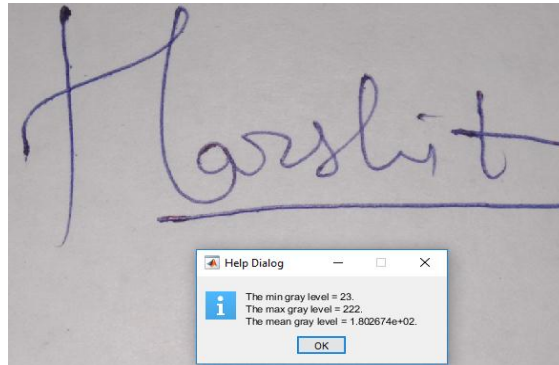 Harshit
Help Dialog
The min gray level = 23.
The max gray level = 222.
The mean gray level = 1.802674e+02.
OK